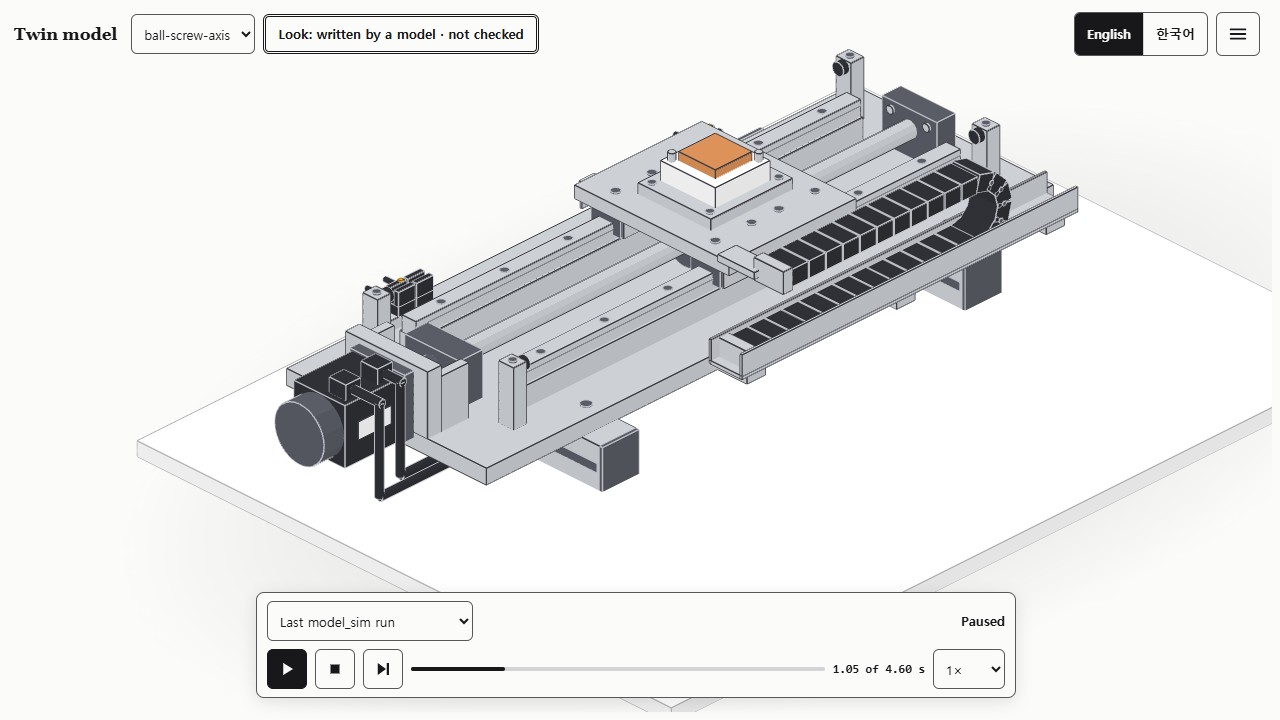 Twin model
ball-screw-axis
Look: written by a model · not checked
English
한국어
Last model_sim run
Paused
1.05 of 4.60 s
1×